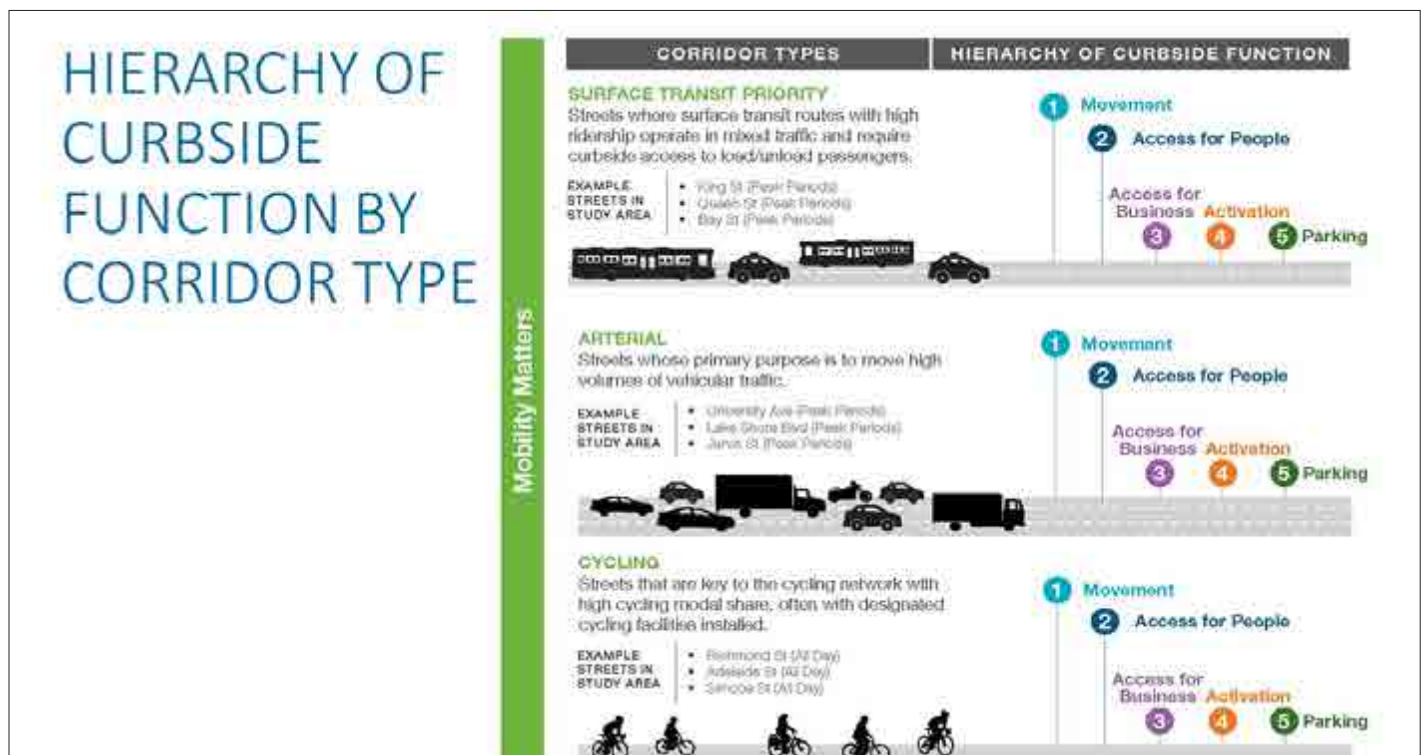 HIERARCHY OF
CURBSIDE
FUNCTION BY
CORRIDOR TYPE
Mobility Matters
CORRIDOR TYPES
HIERARCHY OF CURBSIDE FUNCTION
SURFACE TRANSIT PRIORITY
Streets where surface transit routes with high
ridership operate in mixed traffic and require
curbside access to load/unload passengers.
EXAMPLE
STREETS IN
STUDY AREA
• King St (Peak Periods)
• Queen St (Peak Periods)
• Bay St (Peak Periods)
1 Movement
2 Access for People
Access for
Business Activation
3 4 5 Parking
ARTERIAL
Streets whose primary purpose is to move high
volumes of vehicular traffic.
EXAMPLE
STREETS IN
STUDY AREA
• University Ave (Peak Periods)
• Lake Shore Blvd (Peak Periods)
• Jarvis St (Peak Periods)
1 Movement
2 Access for People
Access for
Business Activation
3 4 5 Parking
CYCLING
Streets that are key to the cycling network with
high cycling modal share, often with designated
cycling facilities installed.
EXAMPLE
STREETS IN
STUDY AREA
• Richmond St (All Day)
• Adelaide St (All Day)
• Simcoe St (All Day)
1 Movement
2 Access for People
Access for
Business Activation
3 4 5 Parking